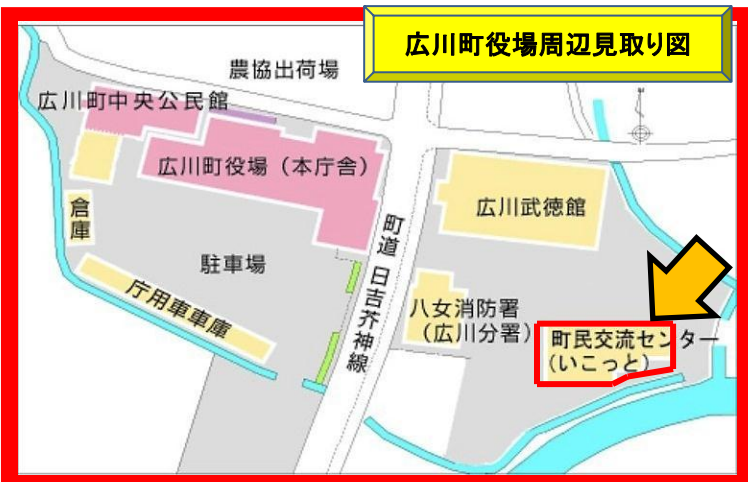 広川町役場周辺見取り図
農協出荷場
広川町中央公民館
広川町役場（本庁舎）
広川武徳館
倉庫
町道 日吉芥神線
駐車場
庁用車車庫
八女消防署
（広川分署）
町民交流センター
(いこっと)